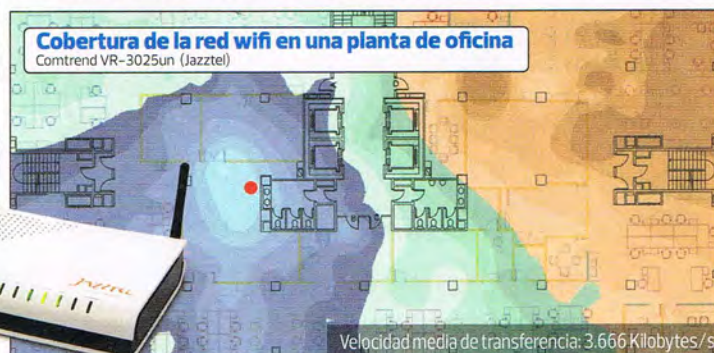 Cobertura de la red wifi en una planta de oficina
Comtrend VR-3025un (Jazztel)
JAZZTEL
Velocidad media de transferencia: 3.666 Kilobytes/s